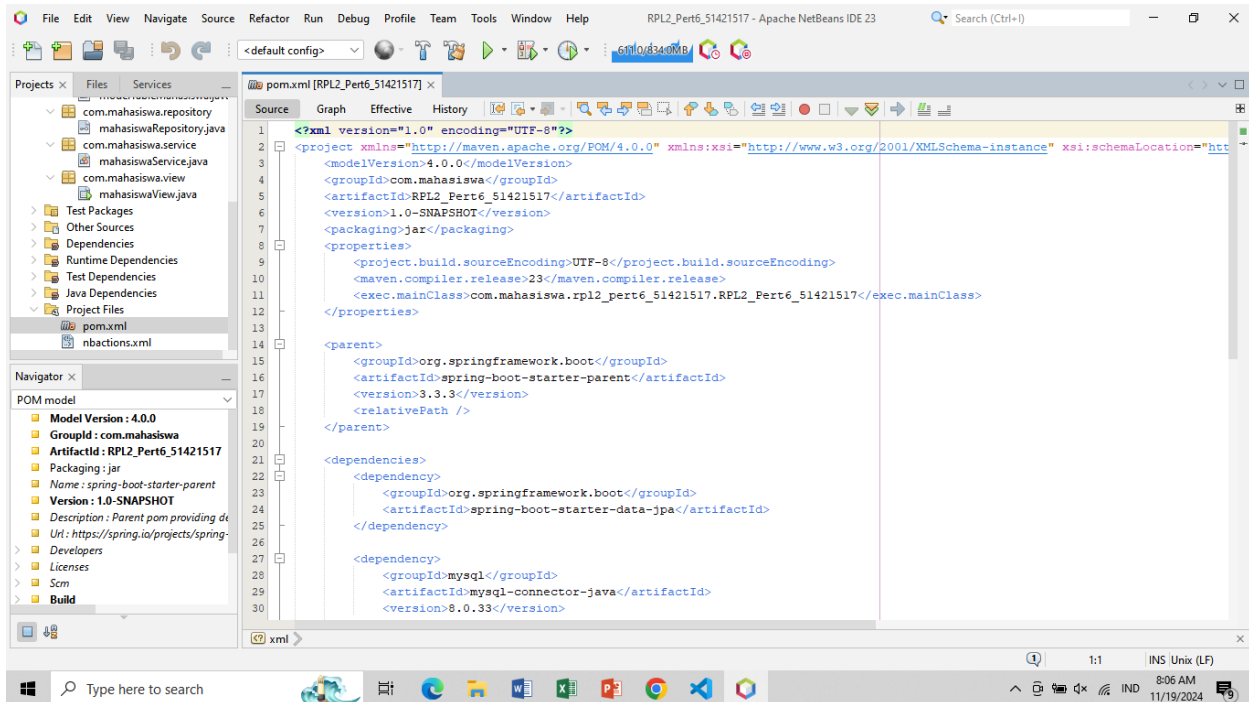 File Edit View Navigate Source Refactor Run Debug Profile Team Tools Window Help RPL2_Pert6_51421517 - Apache NetBeans IDE 23 Search (Ctrl+I)
<default config> 611.0/834.0MB
Projects Files Services
com.mahasiswa.repository
mahasiswaRepository.java
com.mahasiswa.service
mahasiswaService.java
com.mahasiswa.view
mahasiswaView.java
Test Packages
Other Sources
Dependencies
Runtime Dependencies
Test Dependencies
Java Dependencies
Project Files
pom.xml
nbactions.xml
Navigator
POM model
Model Version : 4.0.0
GroupId : com.mahasiswa
ArtifactId : RPL2_Pert6_51421517
Packaging : jar
Name : spring-boot-starter-parent
Version : 1.0-SNAPSHOT
Description : Parent pom providing de
Url : https://spring.io/projects/spring-
Developers
Licenses
Scm
Build
pom.xml [RPL2_Pert6_51421517]
Source Graph Effective History
1 <?xml version="1.0" encoding="UTF-8"?>
2 <project xmlns="http://maven.apache.org/POM/4.0.0" xmlns:xsi="http://www.w3.org/2001/XMLSchema-instance" xsi:schemaLocation="htt
3 <modelVersion>4.0.0</modelVersion>
4 <groupId>com.mahasiswa</groupId>
5 <artifactId>RPL2_Pert6_51421517</artifactId>
6 <version>1.0-SNAPSHOT</version>
7 <packaging>jar</packaging>
8 <properties>
9 <project.build.sourceEncoding>UTF-8</project.build.sourceEncoding>
10 <maven.compiler.release>23</maven.compiler.release>
11 <exec.mainClass>com.mahasiswa.rpl2_pert6_51421517.RPL2_Pert6_51421517</exec.mainClass>
12 </properties>
13
14 <parent>
15 <groupId>org.springframework.boot</groupId>
16 <artifactId>spring-boot-starter-parent</artifactId>
17 <version>3.3.3</version>
18 <relativePath />
19 </parent>
20
21 <dependencies>
22 <dependency>
23 <groupId>org.springframework.boot</groupId>
24 <artifactId>spring-boot-starter-data-jpa</artifactId>
25 </dependency>
26
27 <dependency>
28 <groupId>mysql</groupId>
29 <artifactId>mysql-connector-java</artifactId>
30 <version>8.0.33</version>
xml
1 1:1 INS Unix (LF)
Type here to search
IND 8:06 AM
11/19/2024 9